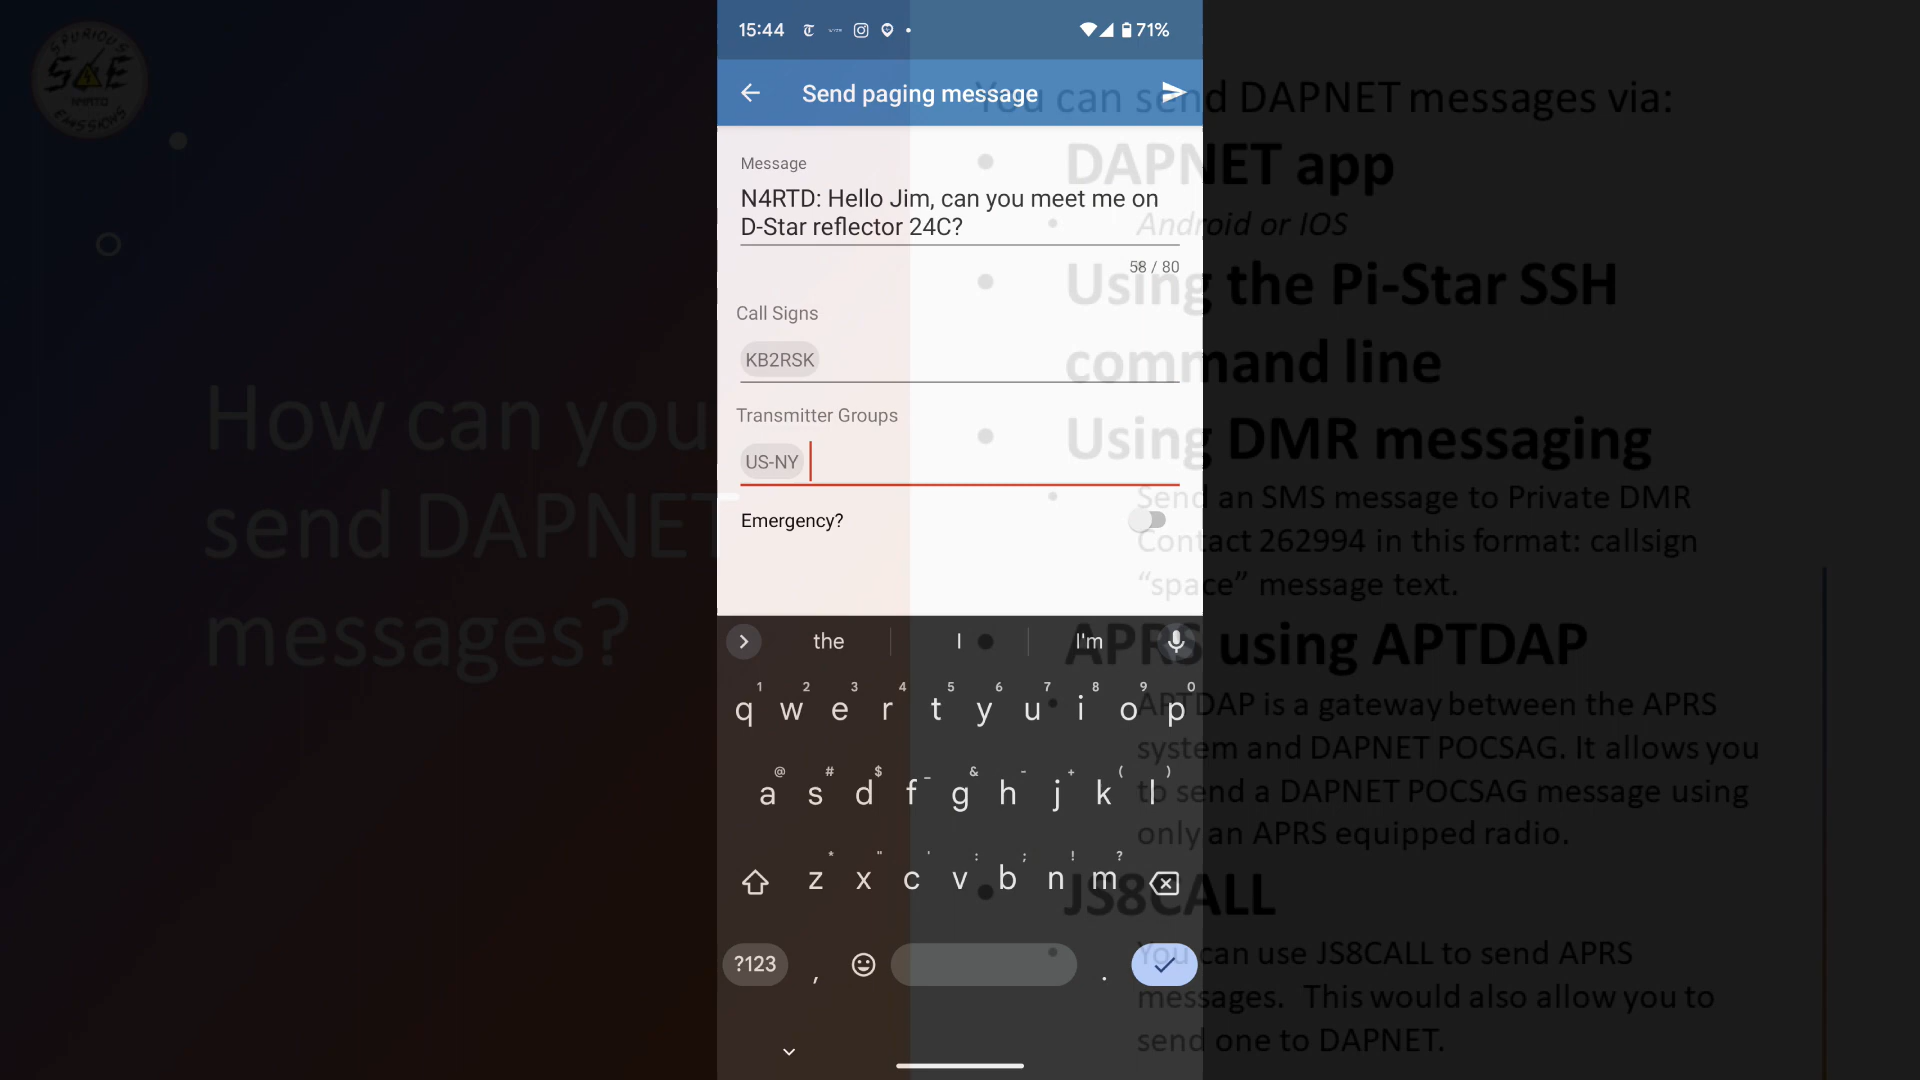 SPURIOUS
S E
AMATO
EMISSIONS
How can you
send DAPNET
messages?
15:44
71%
Send paging message
Message
N4RTD: Hello Jim, can you meet me on
D-Star reflector 24C?
58 / 80
Call Signs
KB2RSK
Transmitter Groups
US-NY
Emergency?
the I I'm
1 2 3 4 5 6 7 8 9 0
q w e r t y u i o p
@ # $ _ & - + ( )
a s d f g h j k l
* " ' : ; ! ?
z x c v b n m
?123 , .
You can send DAPNET messages via:
• DAPNET app
• Android or IOS
• Using the Pi-Star SSH
command line
• Using DMR messaging
• Send an SMS message to Private DMR
Contact 262994 in this format: callsign
“space” message text.
• APRS using APTDAP
• APTDAP is a gateway between the APRS
system and DAPNET POCSAG. It allows you
to send a DAPNET POCSAG message using
only an APRS equipped radio.
• JS8CALL
• You can use JS8CALL to send APRS
messages. This would also allow you to
send one to DAPNET.